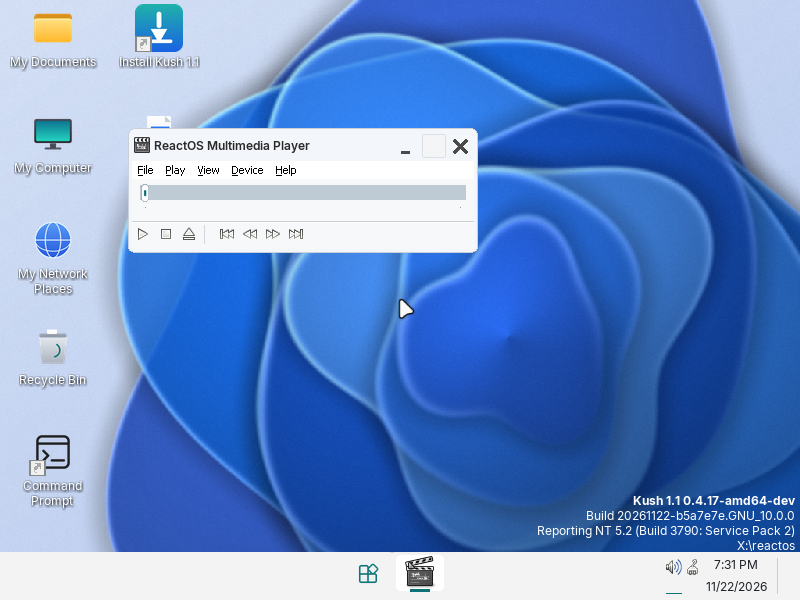 My Documents
Install Kush 1.1
My Computer
My Network
Places
Recycle Bin
Command
Prompt
ReactOS Multimedia Player
File Play View Device Help
Kush 1.1 0.4.17-amd64-dev
Build 20261122-b5a7e7e.GNU_10.0.0
Reporting NT 5.2 (Build 3790: Service Pack 2)
X:\reactos
7:31 PM
11/22/2026